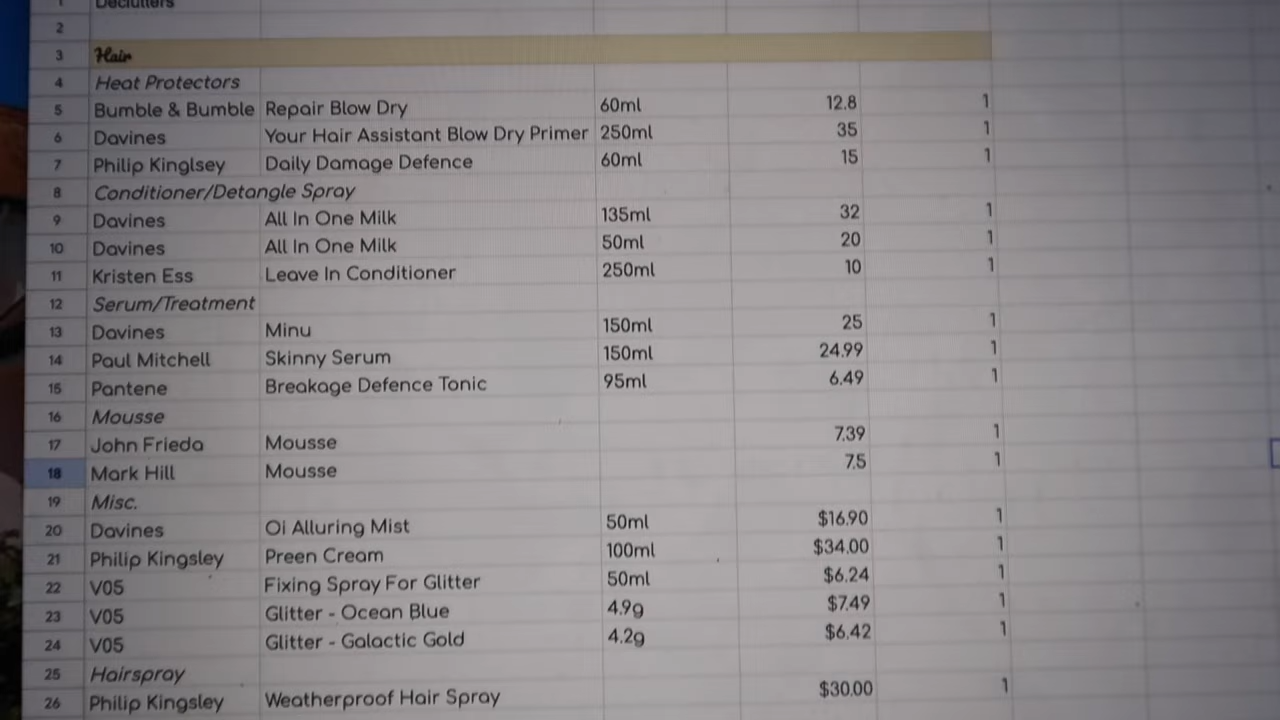 1 Declutters
2
3 Hair
4 Heat Protectors
5 Bumble & Bumble Repair Blow Dry 60ml 12.8 1
6 Davines Your Hair Assistant Blow Dry Primer 250ml 35 1
7 Philip Kinglsey Daily Damage Defence 60ml 15 1
8 Conditioner/Detangle Spray
9 Davines All In One Milk 135ml 32 1
10 Davines All In One Milk 50ml 20 1
11 Kristen Ess Leave In Conditioner 250ml 10 1
12 Serum/Treatment
13 Davines Minu 150ml 25 1
14 Paul Mitchell Skinny Serum 150ml 24.99 1
15 Pantene Breakage Defence Tonic 95ml 6.49 1
16 Mousse
17 John Frieda Mousse 7.39 1
18 Mark Hill Mousse 7.5 1
19 Misc.
20 Davines Oi Alluring Mist 50ml $16.90 1
21 Philip Kingsley Preen Cream 100ml $34.00 1
22 V05 Fixing Spray For Glitter 50ml $6.24 1
23 V05 Glitter - Ocean Blue 4.9g $7.49 1
24 V05 Glitter - Galactic Gold 4.2g $6.42 1
25 Hairspray
26 Philip Kingsley Weatherproof Hair Spray $30.00 1